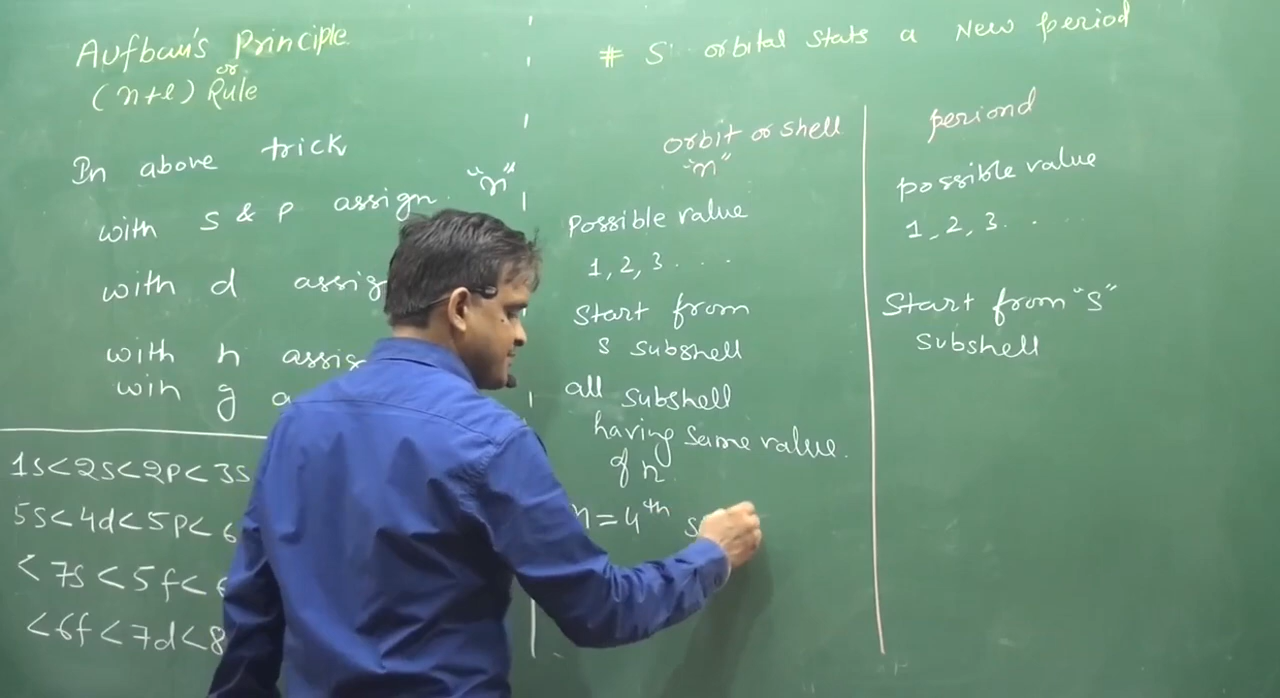 Aufbau's Principle
or
(n+l) Rule
In above trick
with s & p assign "n"
with d assig
with h assig
win g a
1s<2s<2p<3s
5s<4d<5p<6
<7s<5f<6
<6f<7d<8
# S orbital stats a New period
orbit or shell
"n"
Possible value
1, 2, 3 . . .
Start from
s subshell
all subshell
having same value
of n.
n = 4th s
periond
possible value
1, 2, 3 . . . .
Start from "s"
subshell